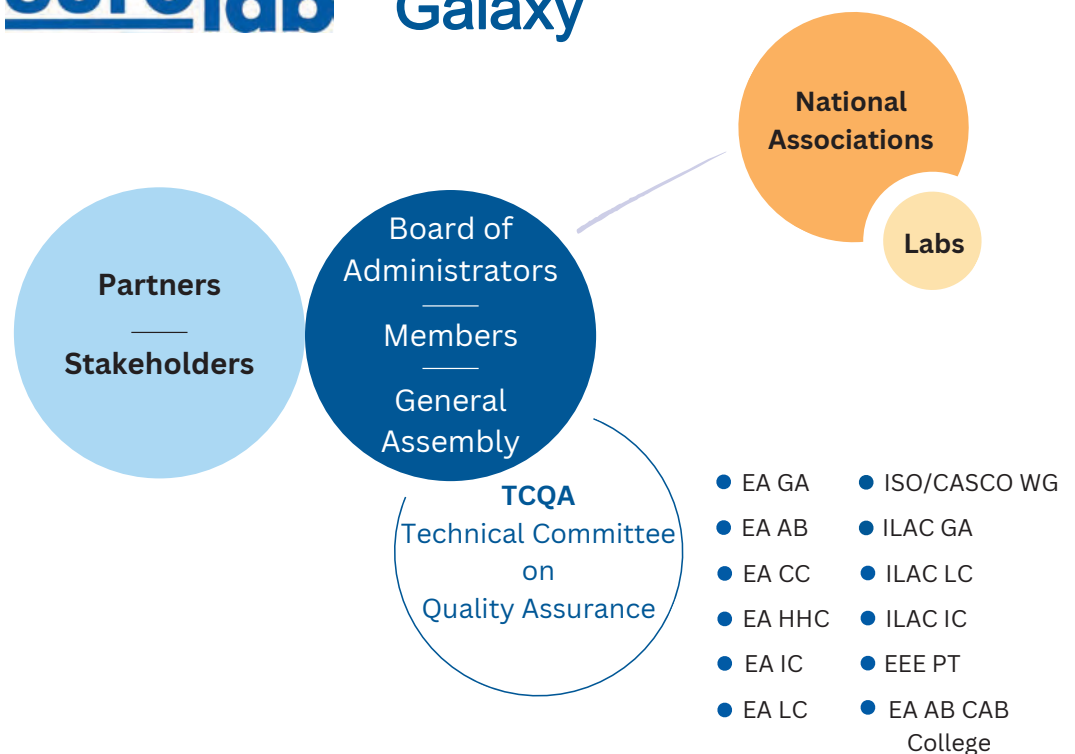 Galaxy
National
Associations
Labs
Partners
Stakeholders
Board of
Administrators
Members
General
Assembly
TCQA
Technical Committee
on
Quality Assurance
EA GA
EA AB
EA CC
EA HHC
EA IC
EA LC
ISO/CASCO WG
ILAC GA
ILAC LC
ILAC IC
EEE PT
EA AB CAB
College